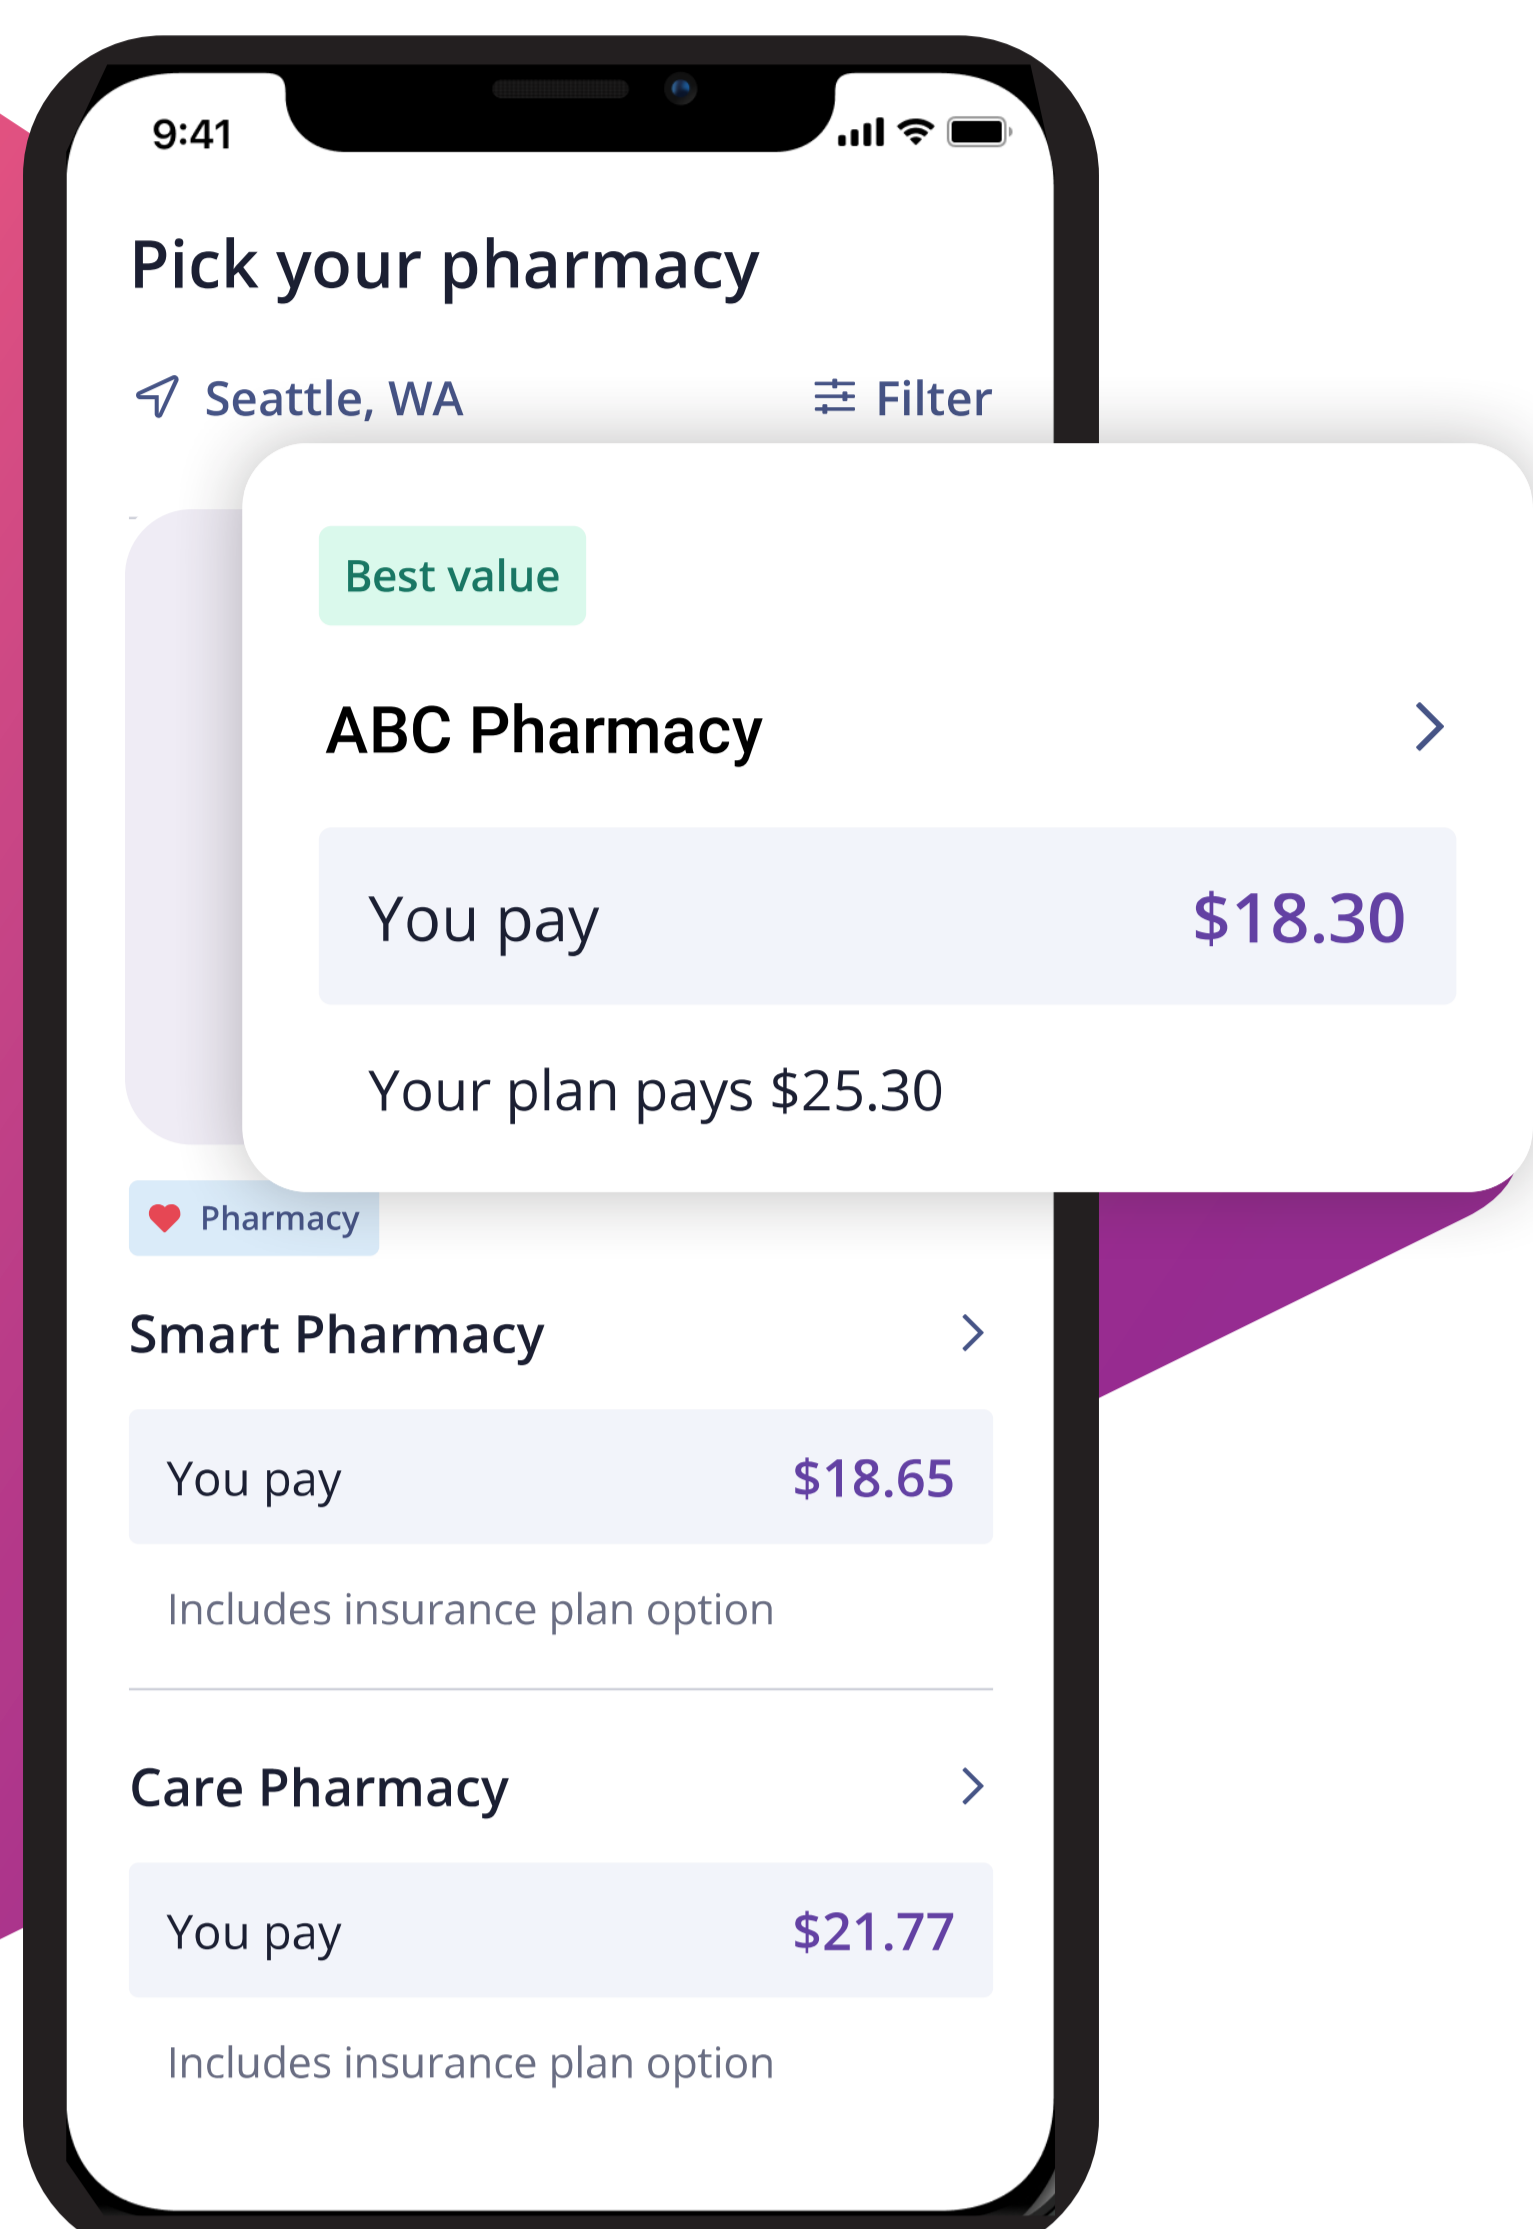 9:41
Pick your pharmacy
Seattle, WA Filter
Best value
ABC Pharmacy
You pay $18.30
Your plan pays $25.30
Pharmacy
Smart Pharmacy
You pay $18.65
Includes insurance plan option
Care Pharmacy
You pay $21.77
Includes insurance plan option